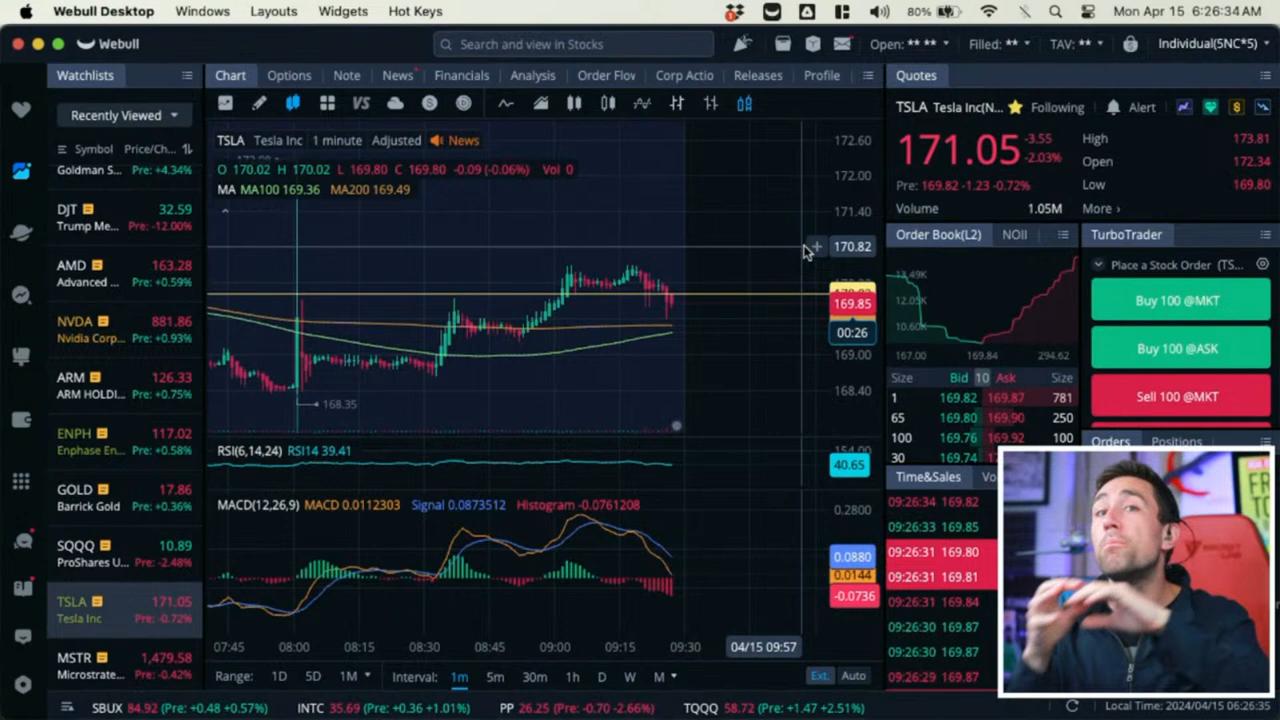 Webull Desktop Windows Layouts Widgets Hot Keys
80% Mon Apr 15 6:26:34 AM
Webull
Search and view in Stocks
Open: ** ** Filled: ** TAV: ** Individual(5NC*5)
Watchlists
Recently Viewed
Symbol Price/Ch...
Goldman S... Pre: +4.34%
DJT 32.59
Trump Me... Pre: -12.00%
AMD 163.28
Advanced ... Pre: +0.59%
NVDA 881.86
Nvidia Corp... Pre: +0.93%
ARM 126.33
ARM HOLDI... Pre: +0.75%
ENPH 117.02
Enphase En... Pre: +0.58%
GOLD 17.86
Barrick Gold Pre: +0.36%
SQQQ 10.89
ProShares U... Pre: -2.48%
TSLA 171.05
Tesla Inc Pre: -0.72%
MSTR 1,479.58
Microstrate... Pre: -0.42%
Chart Options Note News Financials Analysis Order Flov Corp Actio Releases Profile
VS
TSLA Tesla Inc 1 minute Adjusted News
O 170.02 H 170.02 L 169.80 C 169.80 -0.09 (-0.06%) Vol 0
MA MA100 169.36 MA200 169.49
172.60
172.00
171.40
170.82
169.85
00:26
169.00
168.40
168.35
RSI(6,14,24) RSI14 39.41
40.65
MACD(12,26,9) MACD 0.0112303 Signal 0.0873512 Histogram -0.0761208
0.2800
0.0880
0.0144
-0.0736
07:45 08:00 08:15 08:30 08:45 09:00 09:15 09:30 04/15 09:57
Range: 1D 5D 1M Interval: 1m 5m 30m 1h D W M Ext. Auto
Quotes
TSLA Tesla Inc(N... Following Alert
171.05 -3.55
-2.03%
High 173.81
Open 172.34
Low 169.80
Pre: 169.82 -1.23 -0.72%
Volume 1.05M
More
Order Book(L2) NOII
13.49K
12.05K
10.60K
167.00 169.84 294.62
Size Bid 10 Ask Size
1 169.82 169.87 781
65 169.80 169.90 250
100 169.76 169.92 100
30 169.74
Time&Sales
09:26:34 169.82
09:26:33 169.85
09:26:31 169.80
09:26:31 169.81
09:26:31 169.84
09:26:30 169.87
09:26:30 169.87
09:26:29 169.87
TurboTrader
Place a Stock Order (TS...
Buy 100 @MKT
Buy 100 @ASK
Sell 100 @MKT
Orders Positions
SBUX 84.92 (Pre: +0.48 +0.57%) INTC 35.69 (Pre: +0.36 +1.01%) PP 26.25 (Pre: -0.70 -2.66%) TQQQ 58.72 (Pre: +1.47 +2.51%)
Local Time: 2024/04/15 06:26:35